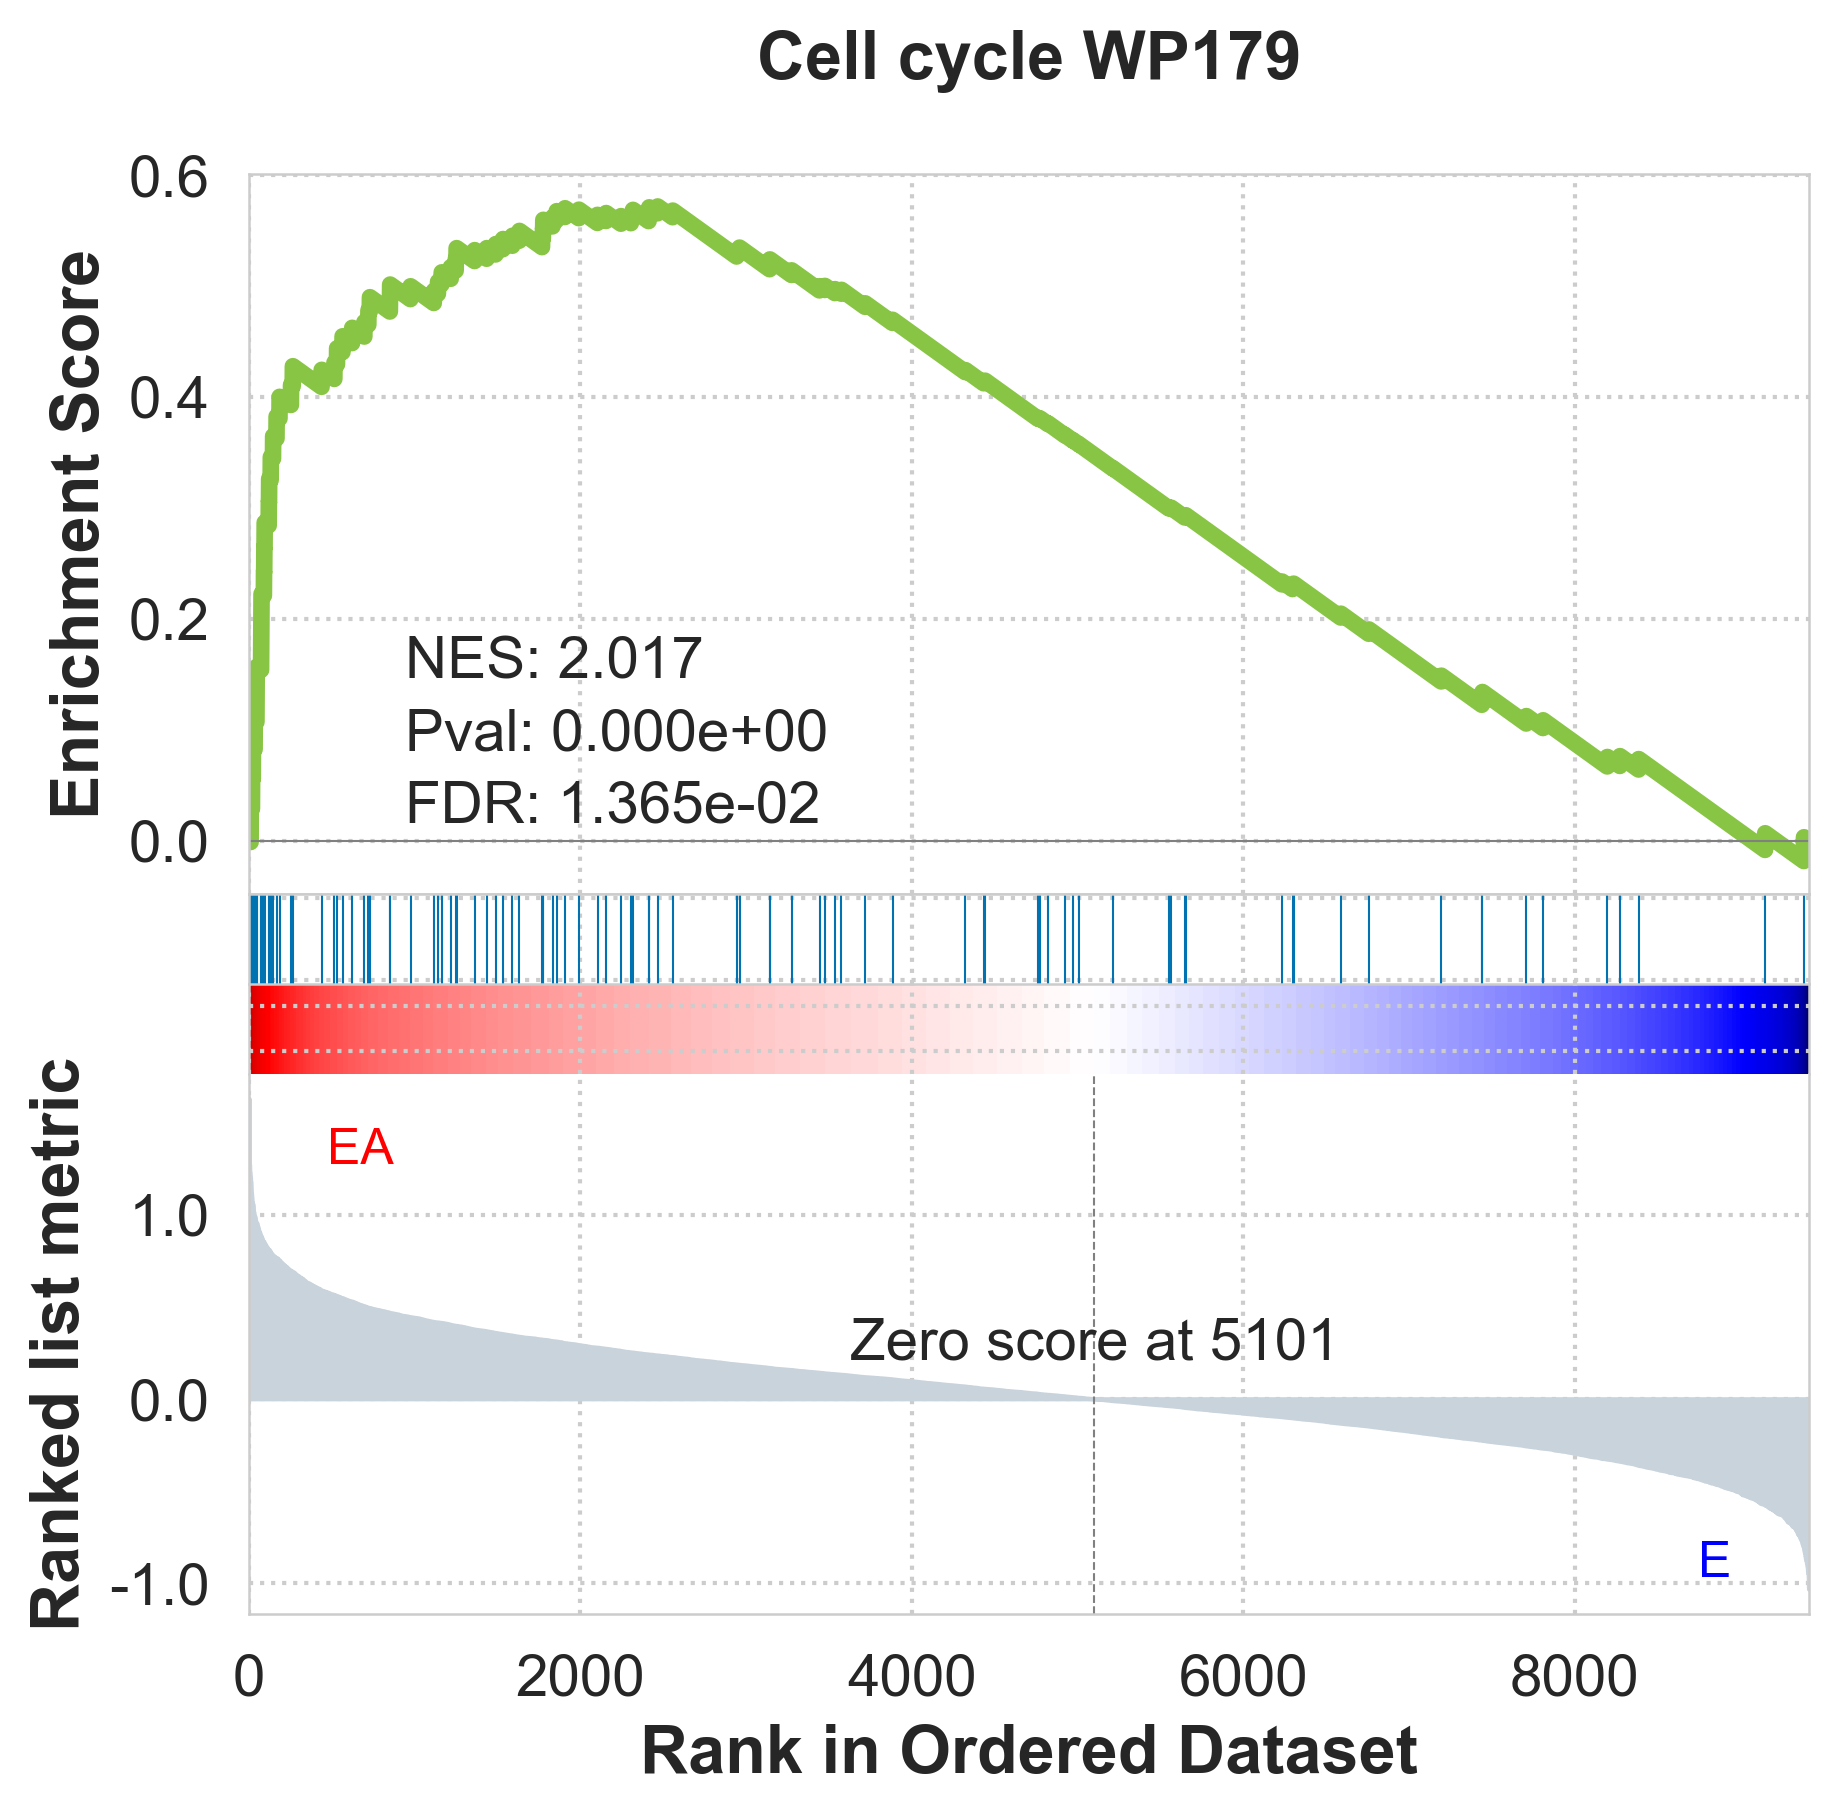 Cell cycle WP179
Enrichment Score
0.6
0.4
0.2
0.0
NES: 2.017
Pval: 0.000e+00
FDR: 1.365e-02
Ranked list metric
EA
1.0
0.0
-1.0
Zero score at 5101
E
0 2000 4000 6000 8000
Rank in Ordered Dataset